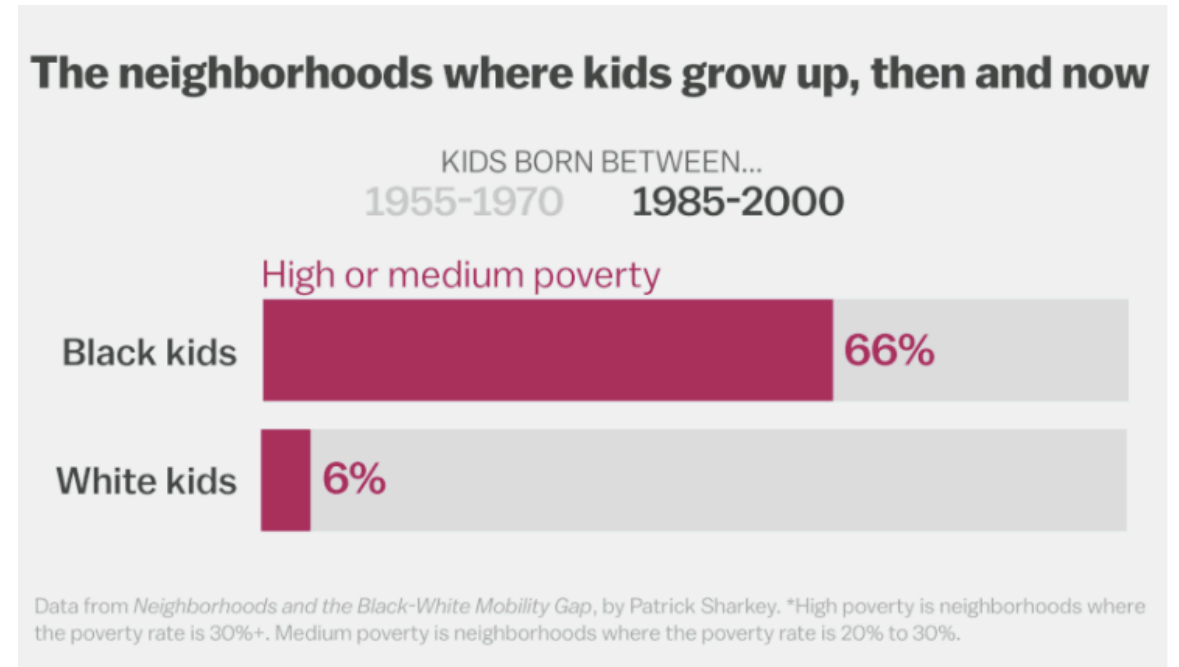 The neighborhoods where kids grow up, then and now
KIDS BORN BETWEEN...
1955-1970 1985-2000
High or medium poverty
Black kids 66%
White kids 6%
Data from Neighborhoods and the Black-White Mobility Gap, by Patrick Sharkey. *High poverty is neighborhoods where
the poverty rate is 30%+. Medium poverty is neighborhoods where the poverty rate is 20% to 30%.